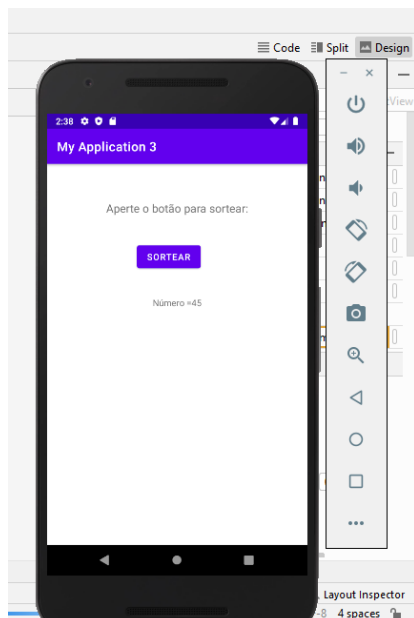 Code Split Design
View
2:38
My Application 3
Aperte o botão para sortear:
SORTEAR
Número =45
Layout Inspector
4 spaces